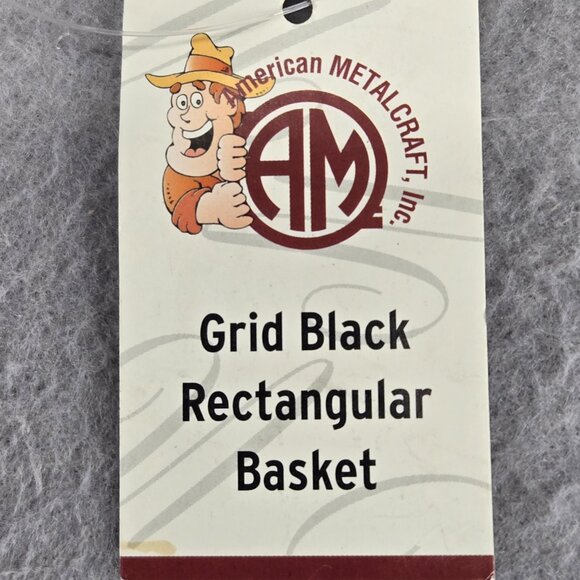 American METALCRAFT, Inc.
AM
Grid Black
Rectangular
Basket